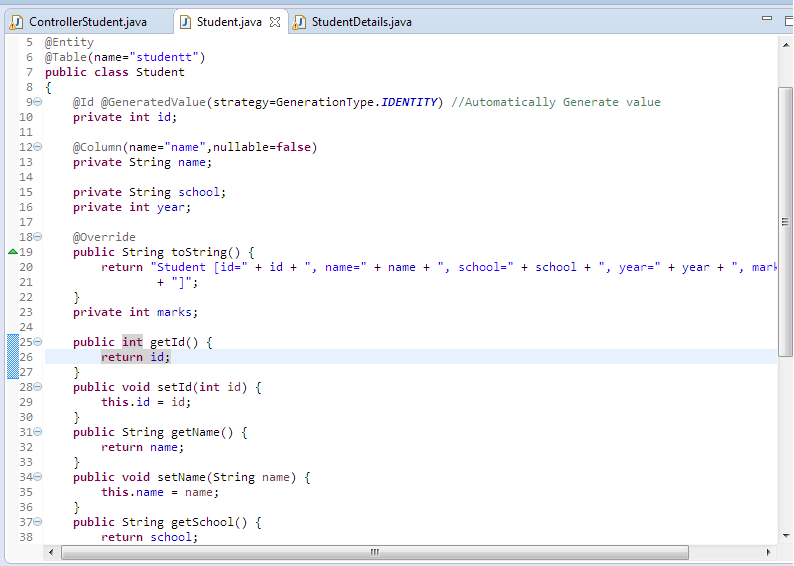 ControllerStudent.java Student.java StudentDetails.java
5 @Entity
6 @Table(name="studentt")
7 public class Student
8 {
9 @Id @GeneratedValue(strategy=GenerationType.IDENTITY) //Automatically Generate value
10 private int id;
11
12 @Column(name="name",nullable=false)
13 private String name;
14
15 private String school;
16 private int year;
17
18 @Override
19 public String toString() {
20 return "Student [id=" + id + ", name=" + name + ", school=" + school + ", year=" + year + ", mark
21 + "]";
22 }
23 private int marks;
24
25 public int getId() {
26 return id;
27 }
28 public void setId(int id) {
29 this.id = id;
30 }
31 public String getName() {
32 return name;
33 }
34 public void setName(String name) {
35 this.name = name;
36 }
37 public String getSchool() {
38 return school;